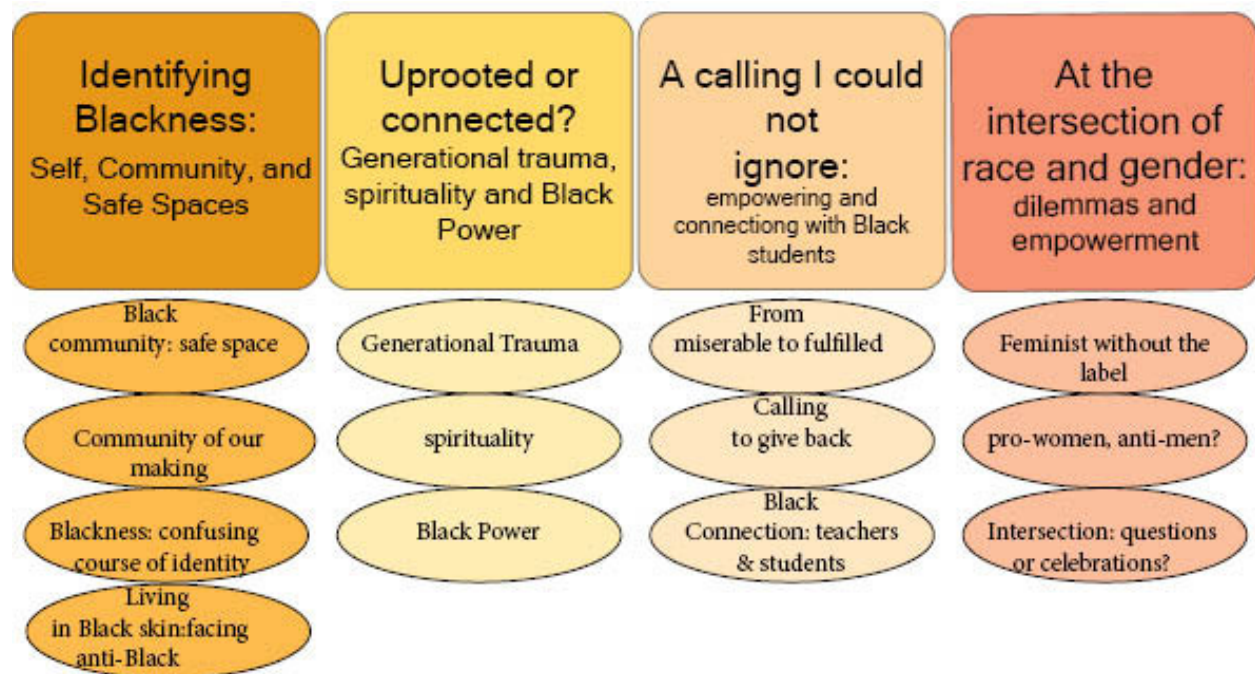 Identifying
Blackness:
Self, Community, and
Safe Spaces
Black
community: safe space
Community of our
making
Blackness: confusing
course of identity
Living
in Black skin:facing
anti-Black
Uprooted or
connected?
Generational trauma,
spirituality and Black
Power
Generational Trauma
spirituality
Black Power
A calling I could
not
ignore:
empowering and
connectiong with Black
students
From
miserable to fulfilled
Calling
to give back
Black
Connection: teachers
& students
At the
intersection of
race and gender:
dilemmas and
empowerment
Feminist without the
label
pro-women, anti-men?
Intersection: questions
or celebrations?